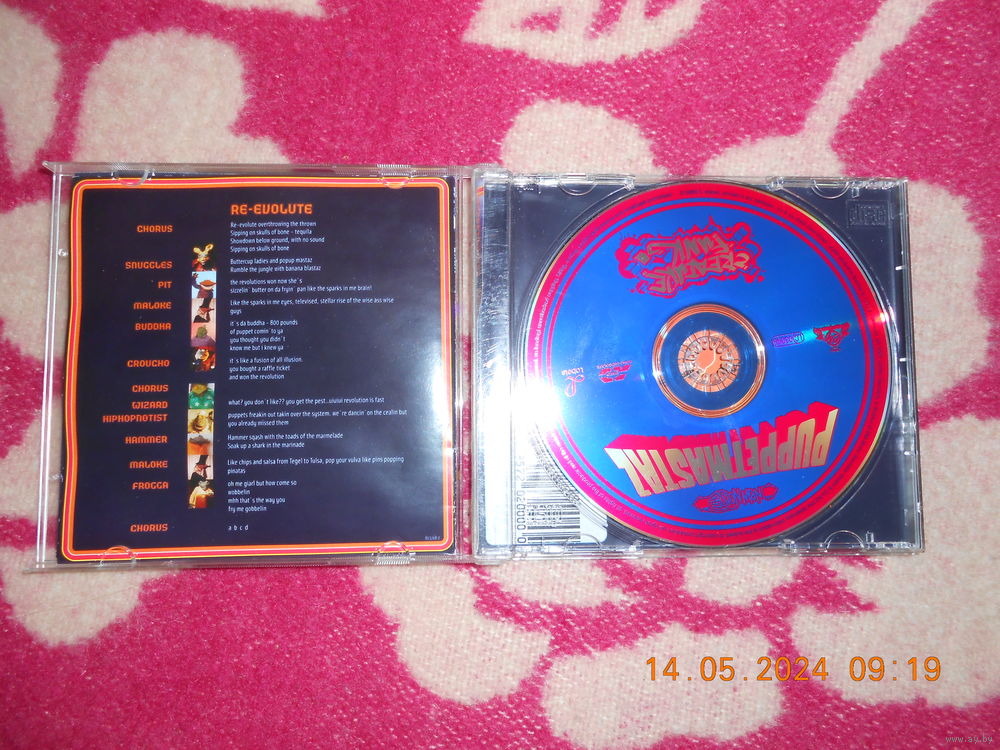 RE-EVOLUTE
CHORUS
Re-evolute overthrowing the thrown
Sipping on skulls of bone - tequila
Showdown below ground, with no sound
Sipping on skulls of bone
SNUGGLES
Buttercup ladies and popup mastaz
Rumble the jungle with banana blastaz
PIT
the revolutions won now she´s
sizzelin´ butter on da fryin´ pan like the sparks in me brain!
MALOKE
Like the sparks in my eyes, televised, stellar rise of the wise ass wise
guys
BUDDHA
it´s da buddha - 800 pounds
of puppet comin´ to ya
you thought you didn´t
know me but i knew ya
CROUCHO
it´s like a fusion of all illusion.
you bought a raffle ticket
and won the revolution
CHORUS
WIZARD
what? you don´t like?? you get the pest..uiuiui revolution is fast
HIPHOPNOTIST
puppets freakin out takin over the system. we´re dancin´on the cealin but
you already missed them
HAMMER
Hammer sqash with the toads of the marmelade
Soak up a shark in the marinade
MALOKE
Like chips and salsa from Tegel to Tulsa, pop your vulva like pins popping
pinatas
FROGGA
oh me giarl but how come so
wobbelin
mhh that´s the way you
fry me gobbelin
CHORUS
a b c d
PUPPETMASTAZ
LC 00516
14.05.2024 09:19
www.ay.by